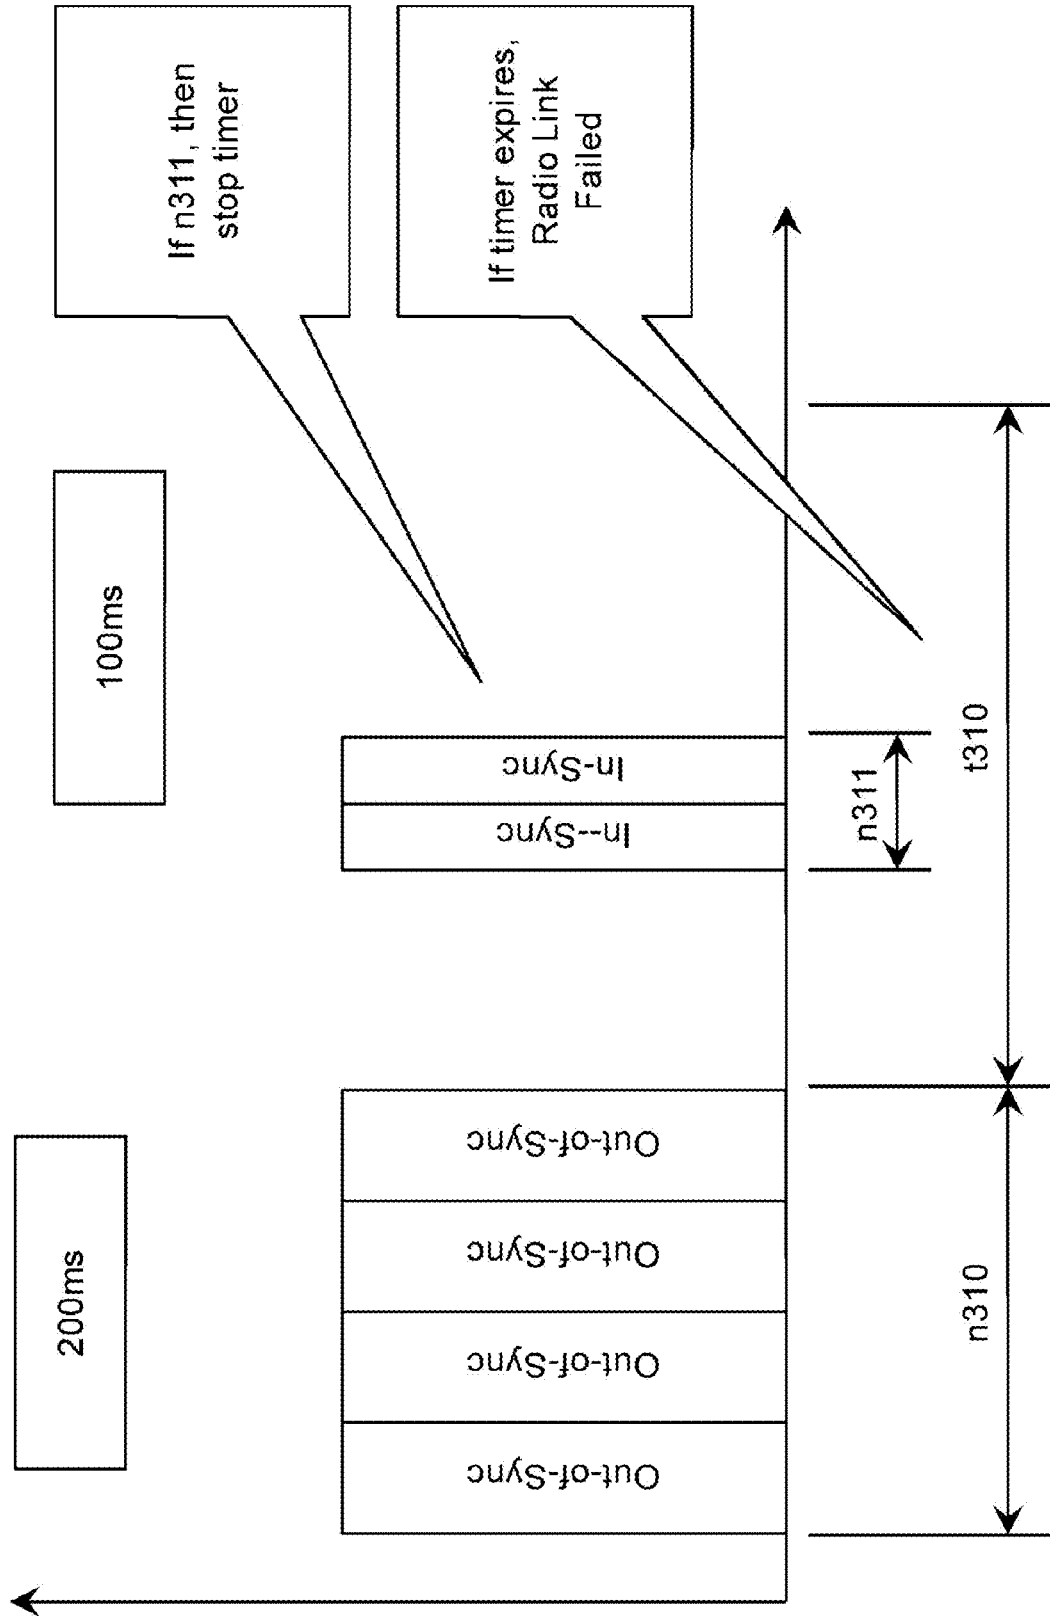 200ms
100ms
If n311, then
stop timer
If timer expires,
Radio Link
Failed
Out-of-Sync
Out-of-Sync
Out-of-Sync
Out-of-Sync
In--Sync
In-Sync
n311
n310
t310